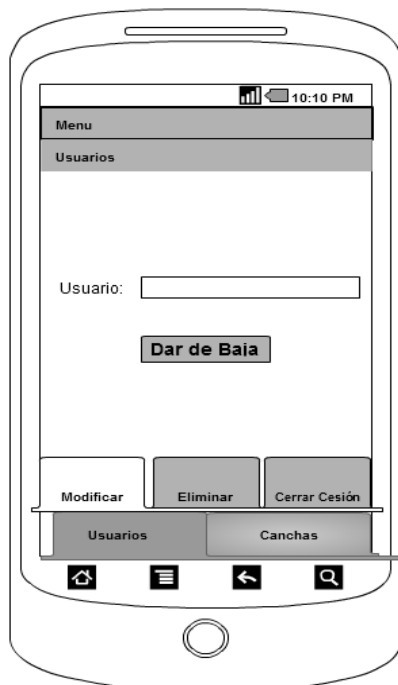 10:10 PM
Menu
Usuarios
Usuario:
Dar de Baja
Modificar
Eliminar
Cerrar Cesión
Usuarios
Canchas